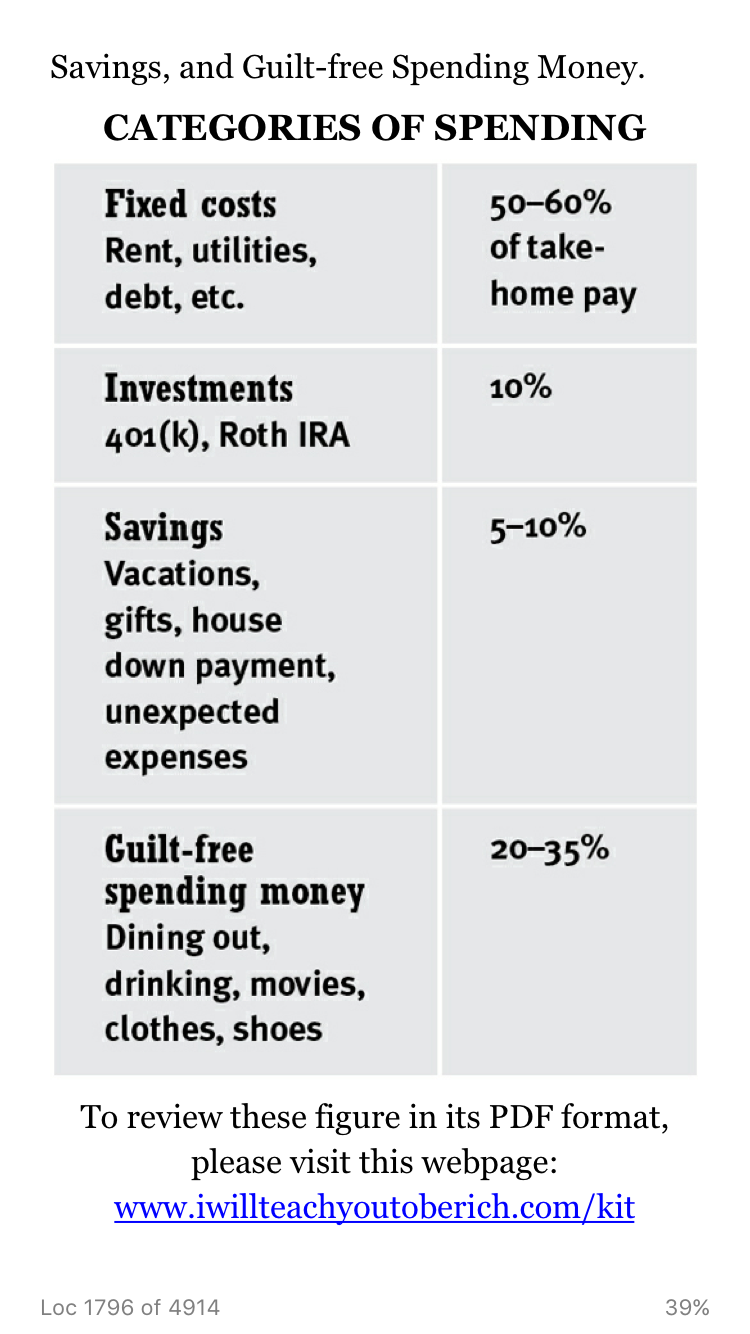 Savings, and Guilt-free Spending Money.
CATEGORIES OF SPENDING
Fixed costs
Rent, utilities,
debt, etc.
50–60%
of take-
home pay
Investments
401(k), Roth IRA
10%
Savings
Vacations,
gifts, house
down payment,
unexpected
expenses
5–10%
Guilt-free
spending money
Dining out,
drinking, movies,
clothes, shoes
20–35%
To review these figure in its PDF format,
please visit this webpage:
www.iwillteachyoutoberich.com/kit
Loc 1796 of 4914
39%